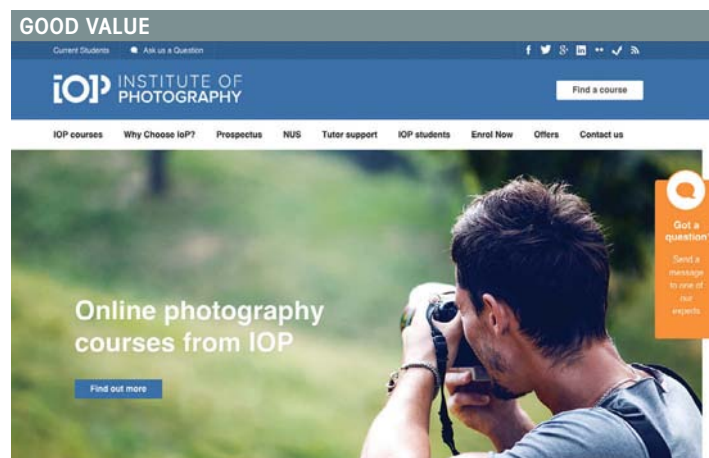 GOOD VALUE
Current Students Ask us a Question
IOP INSTITUTE OF
PHOTOGRAPHY
Find a course
IOP courses Why Choose IoP? Prospectus NUS Tutor support IOP students Enrol Now Offers Contact us
Online photography
courses from IOP
Find out more
Got a
question?
Send a
message
to one of
our
experts